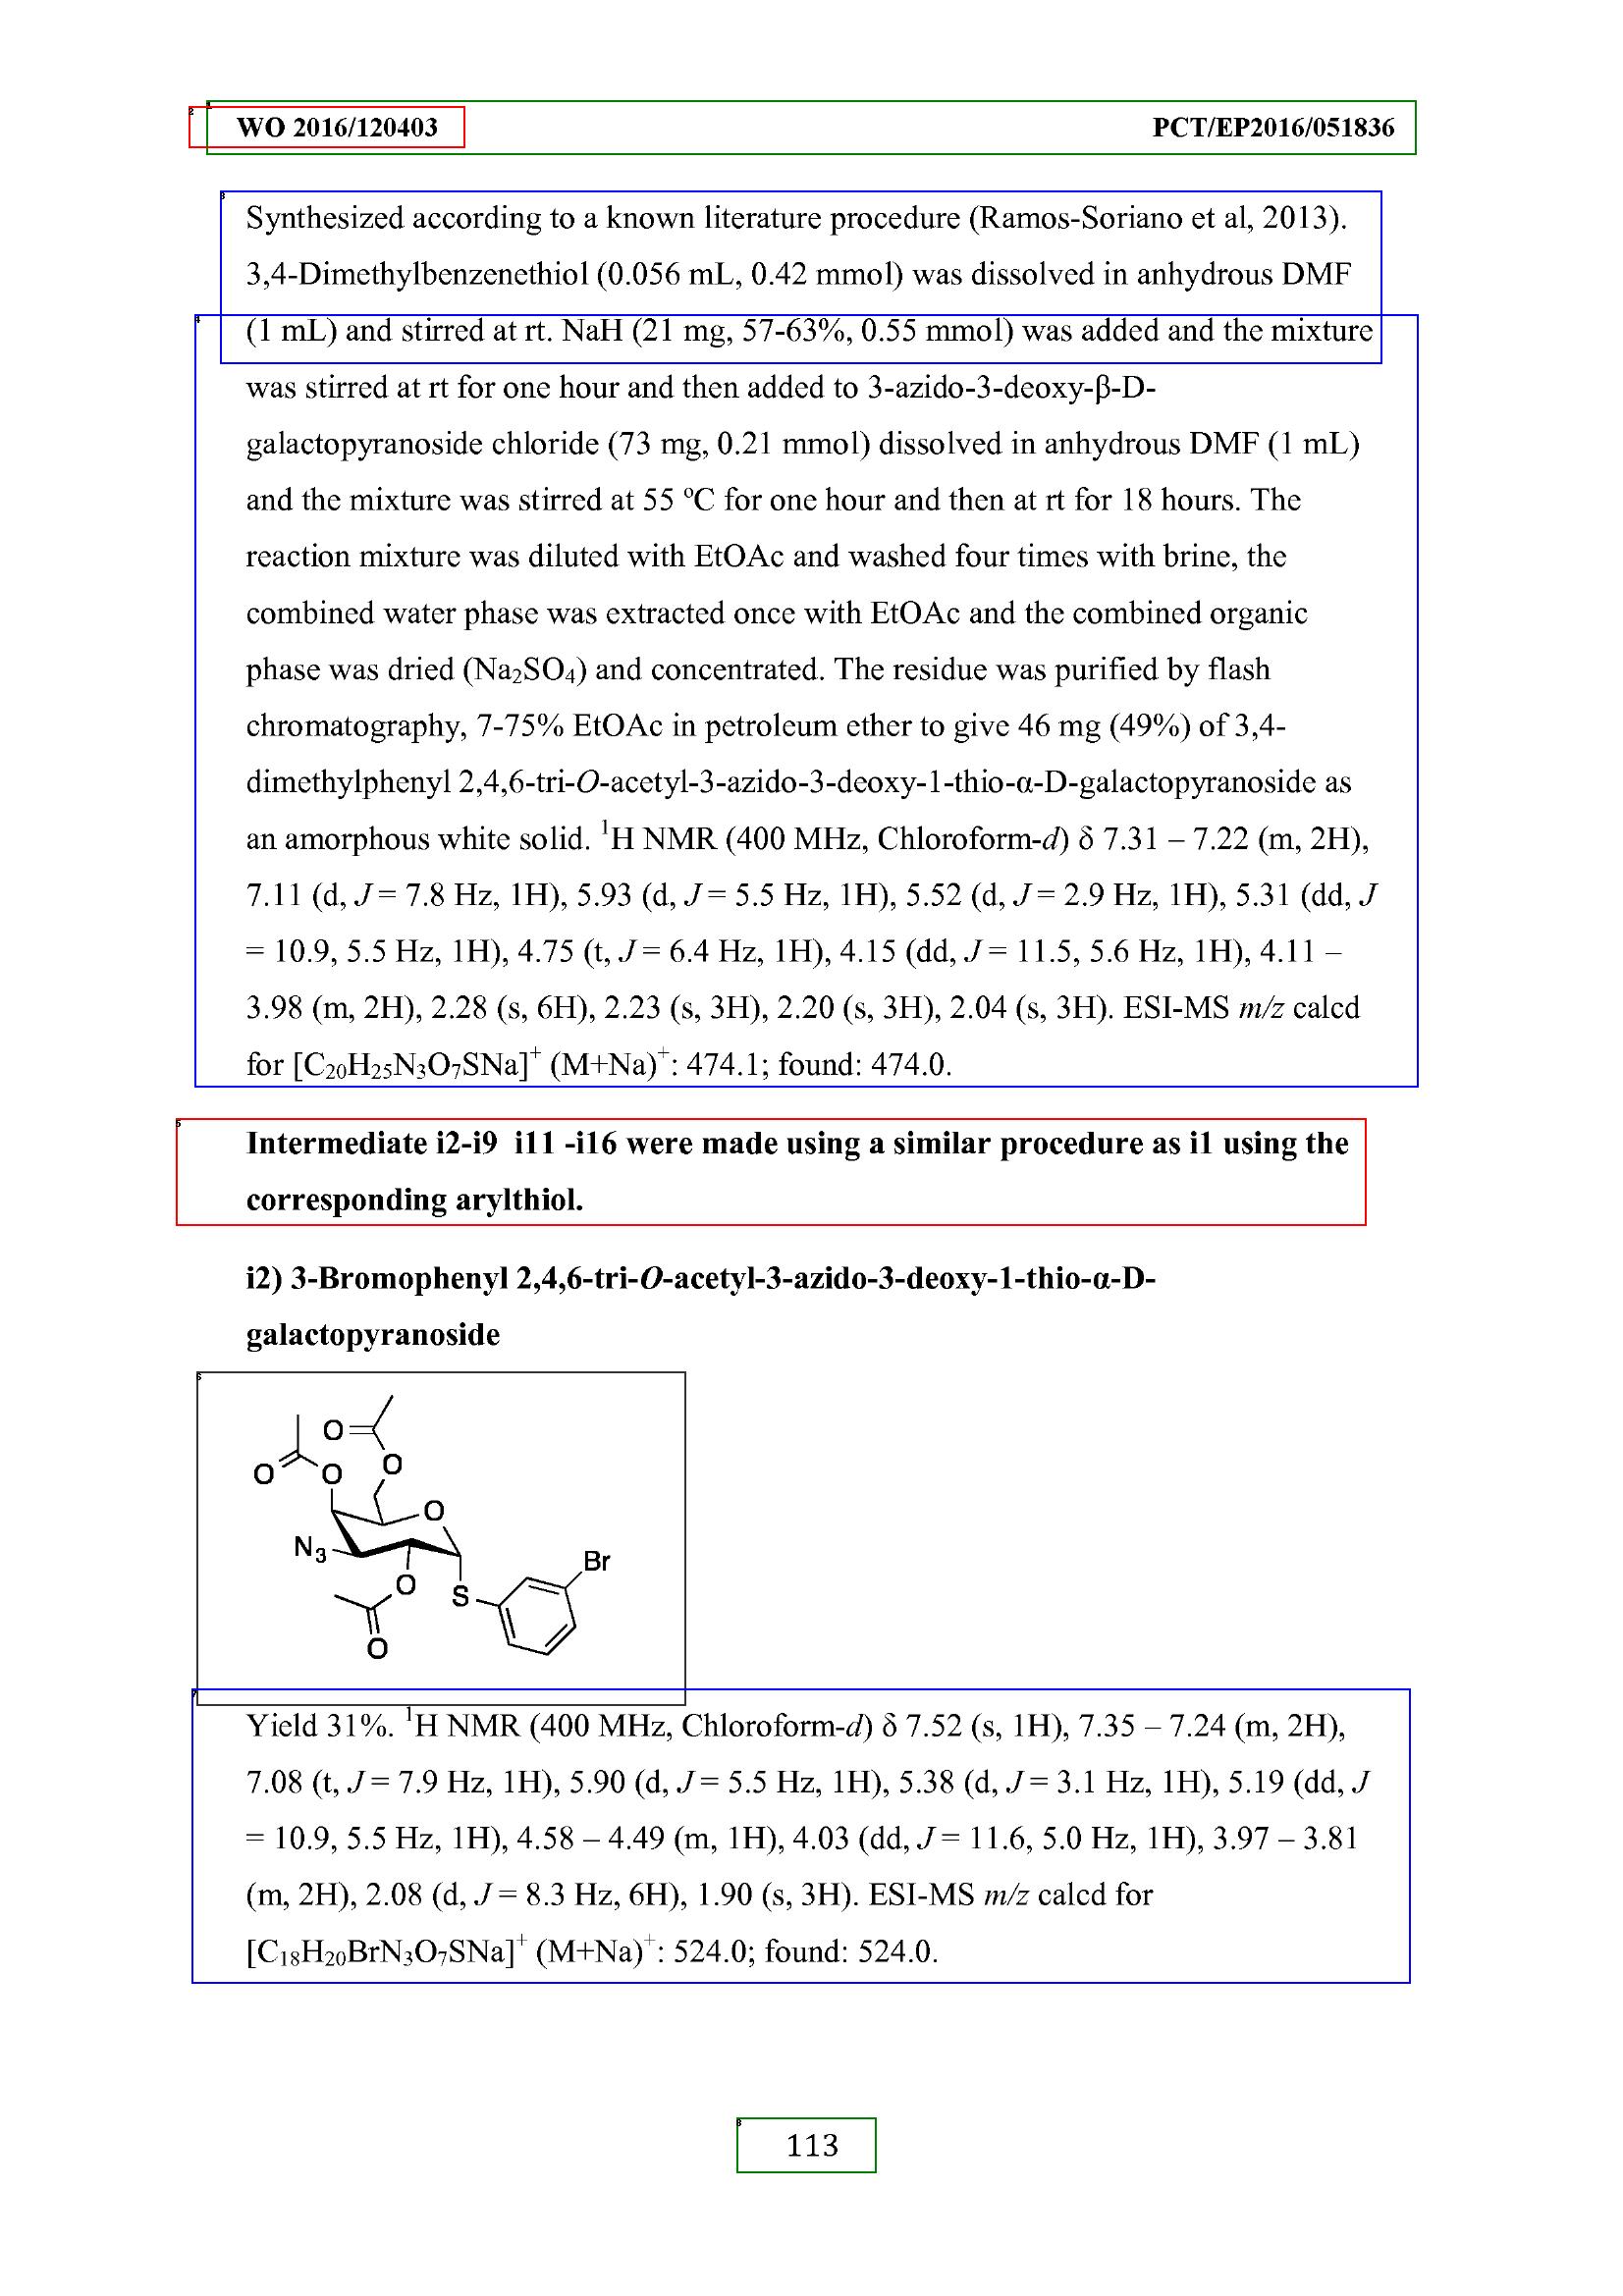 WO 2016/120403 PCT/EP2016/051836
Synthesized according to a known literature procedure (Ramos-Soriano et al, 2013).
3,4-Dimethylbenzenethiol (0.056 mL, 0.42 mmol) was dissolved in anhydrous DMF
(1 mL) and stirred at rt. NaH (21 mg, 57-63%, 0.55 mmol) was added and the mixture
was stirred at rt for one hour and then added to 3-azido-3-deoxy-β-D-
galactopyranoside chloride (73 mg, 0.21 mmol) dissolved in anhydrous DMF (1 mL)
and the mixture was stirred at 55 ºC for one hour and then at rt for 18 hours. The
reaction mixture was diluted with EtOAc and washed four times with brine, the
combined water phase was extracted once with EtOAc and the combined organic
phase was dried (Na₂SO₄) and concentrated. The residue was purified by flash
chromatography, 7-75% EtOAc in petroleum ether to give 46 mg (49%) of 3,4-
dimethylphenyl 2,4,6-tri-O-acetyl-3-azido-3-deoxy-1-thio-α-D-galactopyranoside as
an amorphous white solid. ¹H NMR (400 MHz, Chloroform-d) δ 7.31 – 7.22 (m, 2H),
7.11 (d, J = 7.8 Hz, 1H), 5.93 (d, J = 5.5 Hz, 1H), 5.52 (d, J = 2.9 Hz, 1H), 5.31 (dd, J
= 10.9, 5.5 Hz, 1H), 4.75 (t, J = 6.4 Hz, 1H), 4.15 (dd, J = 11.5, 5.6 Hz, 1H), 4.11 –
3.98 (m, 2H), 2.28 (s, 6H), 2.23 (s, 3H), 2.20 (s, 3H), 2.04 (s, 3H). ESI-MS m/z calcd
for [C₂₀H₂₅N₃O₇SNa]⁺ (M+Na)⁺: 474.1; found: 474.0.
Intermediate i2-i9 i11 -i16 were made using a similar procedure as i1 using the
corresponding arylthiol.
i2) 3-Bromophenyl 2,4,6-tri-O-acetyl-3-azido-3-deoxy-1-thio-α-D-
galactopyranoside
O
O
O O
O
N₃
Br
O
S
O
Yield 31%. ¹H NMR (400 MHz, Chloroform-d) δ 7.52 (s, 1H), 7.35 – 7.24 (m, 2H),
7.08 (t, J = 7.9 Hz, 1H), 5.90 (d, J = 5.5 Hz, 1H), 5.38 (d, J = 3.1 Hz, 1H), 5.19 (dd, J
= 10.9, 5.5 Hz, 1H), 4.58 – 4.49 (m, 1H), 4.03 (dd, J = 11.6, 5.0 Hz, 1H), 3.97 – 3.81
(m, 2H), 2.08 (d, J = 8.3 Hz, 6H), 1.90 (s, 3H). ESI-MS m/z calcd for
[C₁₈H₂₀BrN₃O₇SNa]⁺ (M+Na)⁺: 524.0; found: 524.0.
113